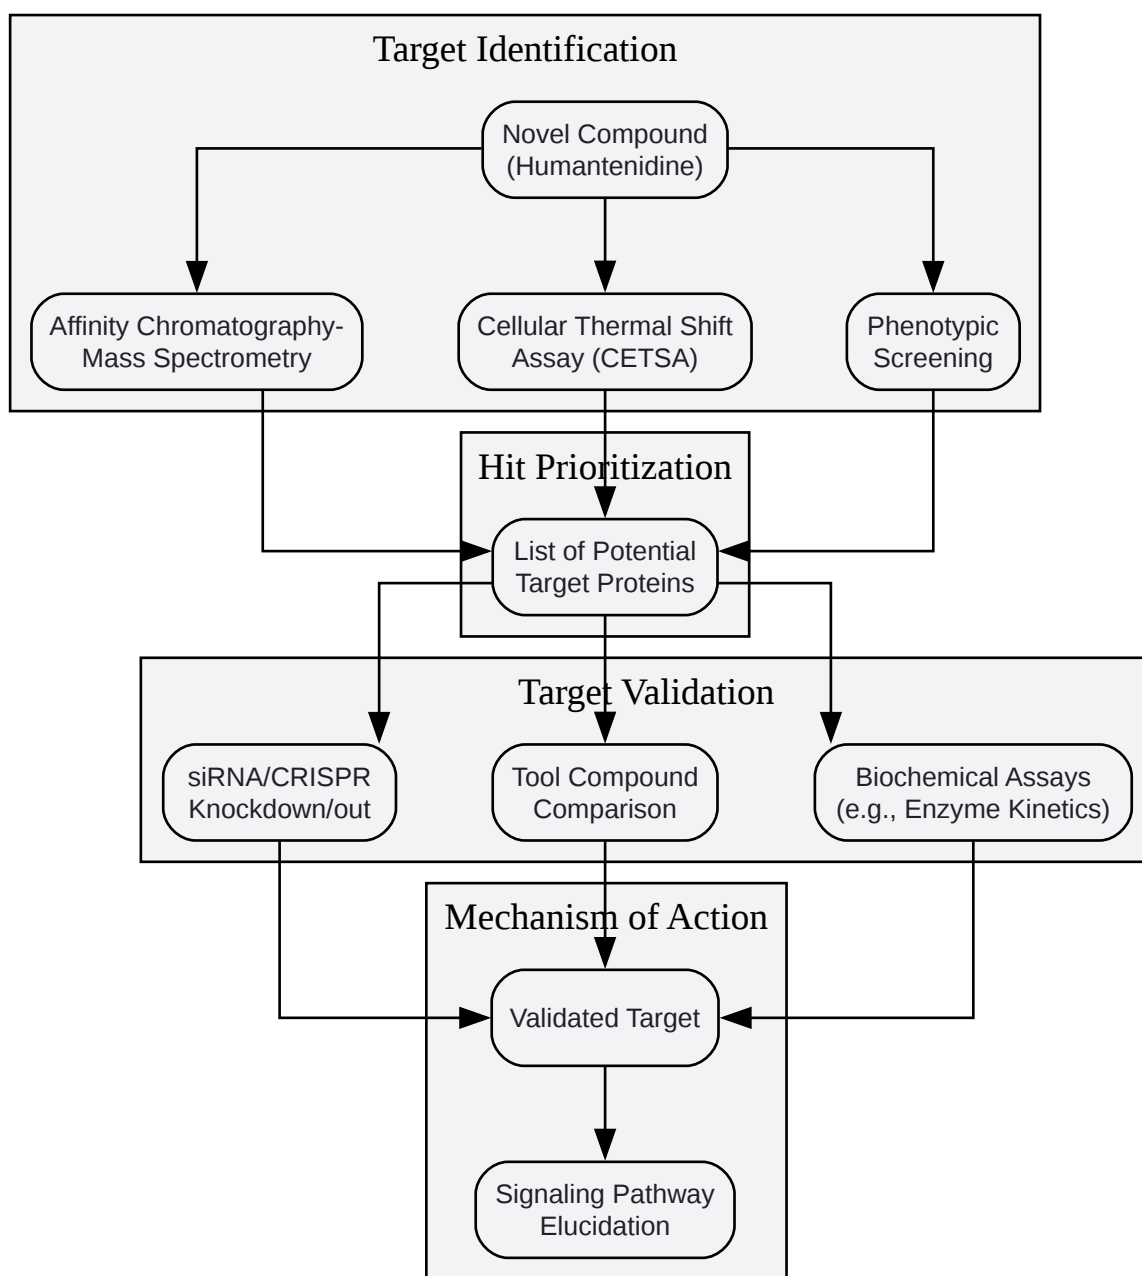 Target Identification
Novel Compound
(Humantenidine)
Affinity Chromatography-
Mass Spectrometry
Cellular Thermal Shift
Assay (CETSA)
Phenotypic
Screening
Hit Prioritization
List of Potential
Target Proteins
Target Validation
siRNA/CRISPR
Knockdown/out
Tool Compound
Comparison
Biochemical Assays
(e.g., Enzyme Kinetics)
Mechanism of Action
Validated Target
Signaling Pathway
Elucidation